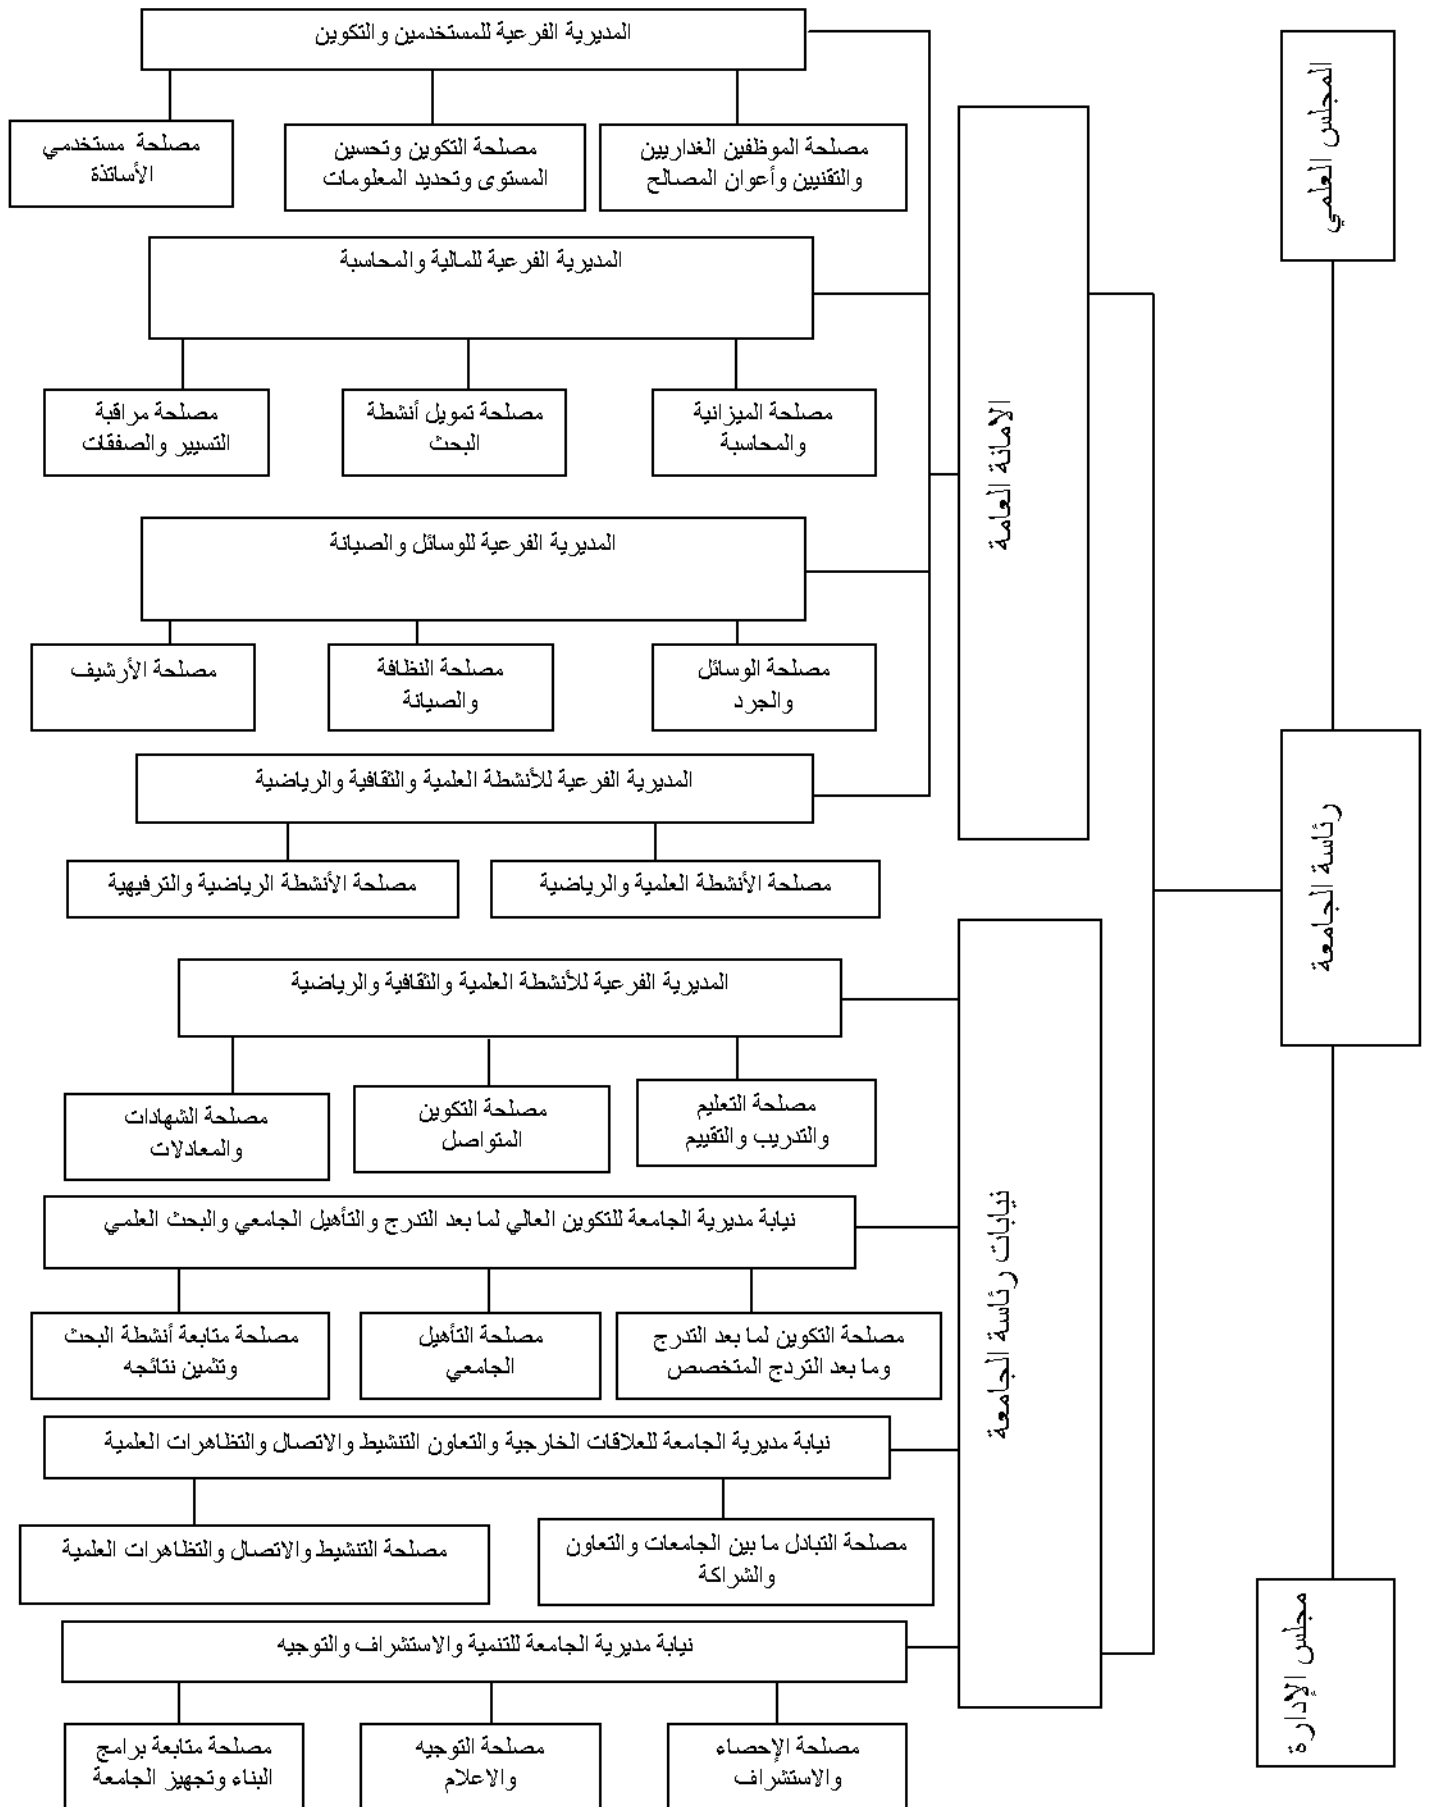 المجلس العلمي
رئاسة الجامعة
مجلس الإدارة
الامانة العامة
المديرية الفرعية للمستخدمين والتكوين
مصلحة الموظفين الغداريين
والتقنيين وأعوان المصالح
مصلحة التكوين وتحسين
المستوى وتحديد المعلومات
مصلحة مستخدمي
الأساتذة
المديرية الفرعية للمالية والمحاسبة
مصلحة الميزانية
والمحاسبة
مصلحة تمويل أنشطة
البحث
مصلحة مراقبة
التسيير والصفقات
المديرية الفرعية للوسائل والصيانة
مصلحة الوسائل
والجرد
مصلحة النظافة
والصيانة
مصلحة الأرشيف
المديرية الفرعية للأنشطة العلمية والثقافية والرياضية
مصلحة الأنشطة العلمية والرياضية
مصلحة الأنشطة الرياضية والترفيهية
نيابات رئاسة الجامعة
المديرية الفرعية للأنشطة العلمية والثقافية والرياضية
مصلحة التعليم
والتدريب والتقييم
مصلحة التكوين
المتواصل
مصلحة الشهادات
والمعادلات
نيابة مديرية الجامعة للتكوين العالي لما بعد التدرج والتأهيل الجامعي والبحث العلمي
مصلحة التكوين لما بعد التدرج
وما بعد التردج المتخصص
مصلحة التأهيل
الجامعي
مصلحة متابعة أنشطة البحث
وتثمين نتائجه
نيابة مديرية الجامعة للعلاقات الخارجية والتعاون التنشيط والاتصال والتظاهرات العلمية
مصلحة التبادل ما بين الجامعات والتعاون
والشراكة
مصلحة التنشيط والاتصال والتظاهرات العلمية
نيابة مديرية الجامعة للتنمية والاستشراف والتوجيه
مصلحة الإحصاء
والاستشراف
مصلحة التوجيه
والاعلام
مصلحة متابعة برامج
البناء وتجهيز الجامعة